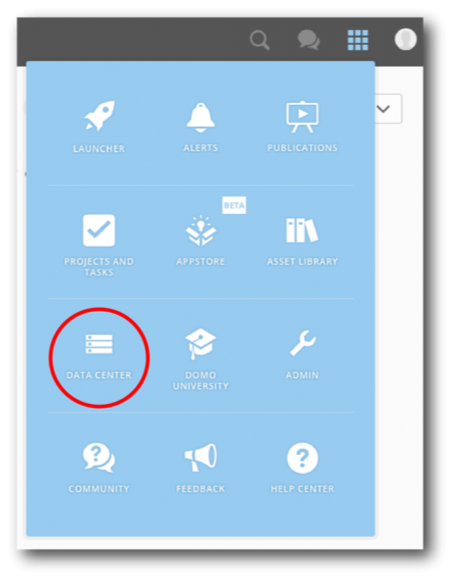 LAUNCHER
ALERTS
PUBLICATIONS
BETA
PROJECTS AND
TASKS
APPSTORE
ASSET LIBRARY
DATA CENTER
DOMO
UNIVERSITY
ADMIN
COMMUNITY
FEEDBACK
HELP CENTER